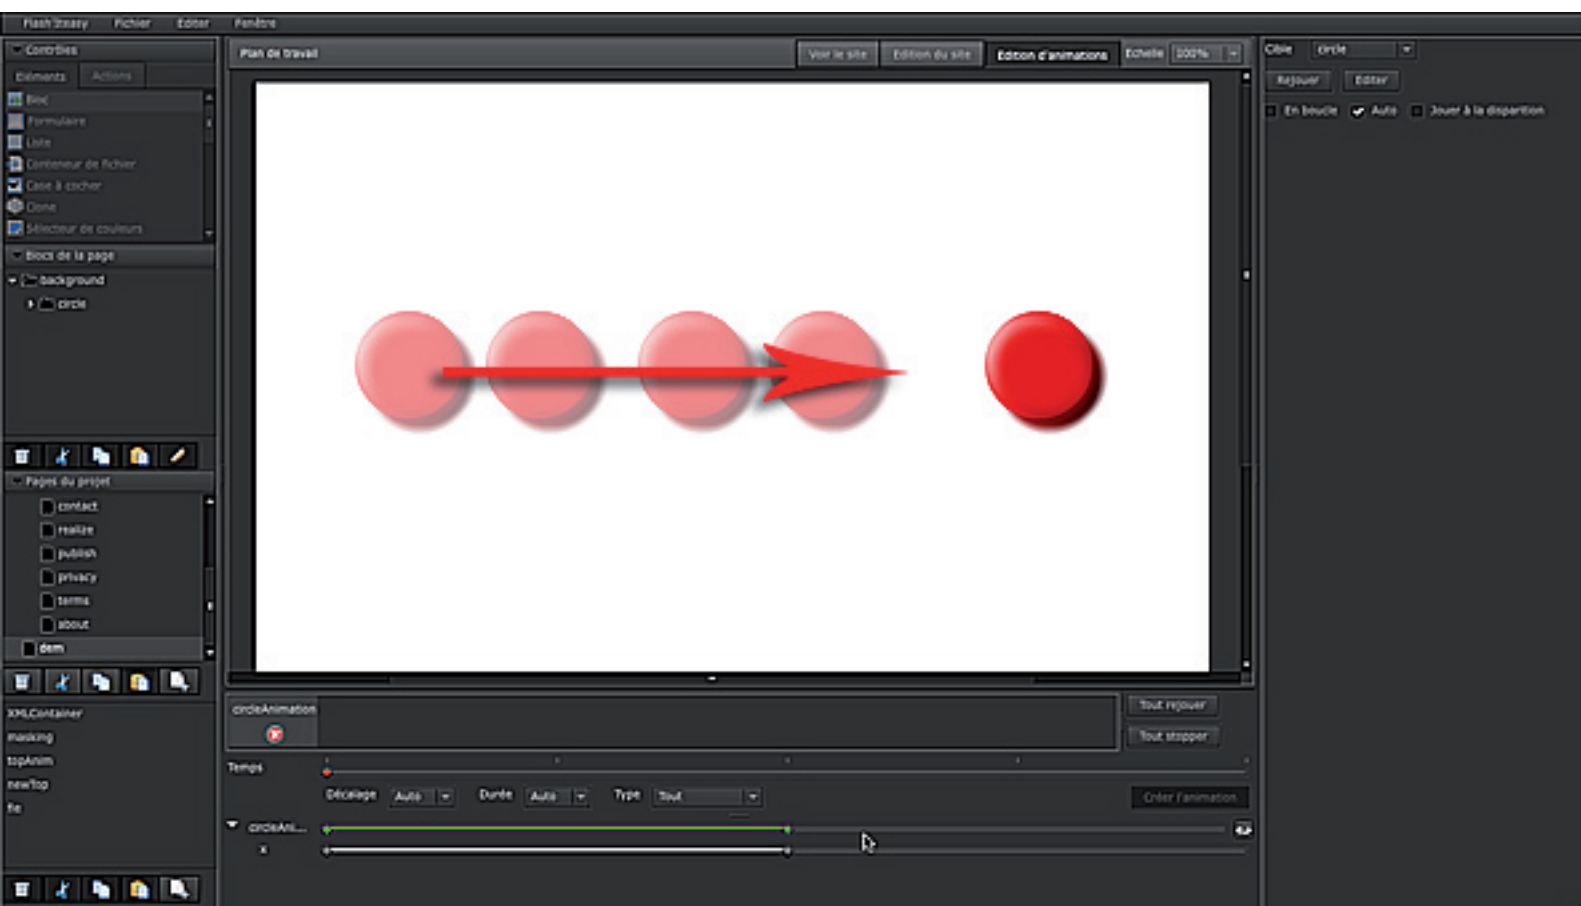 Flash'Iteasy Fichier Editer Fenêtre
Contrôles
Eléments Actions
Bloc
Formulaire
Liste
Conteneur de fichier
Case à cocher
Clone
Sélecteur de couleurs
Blocs de la page
background
circle
Pages du projet
contact
realize
publish
privacy
terms
about
dem
XMLContainer
masking
topAnim
newTop
fle
Plan de travail
Voir le site Edition du site Edition d'animations Echelle 100%
circleAnimation
Tout rejouer
Tout stopper
Temps
Décalage Auto Durée Auto Type Tout Créer l'animation
circleAni...
x
Cible circle
Rejouer Editer
En boucle Auto Jouer à la disparition